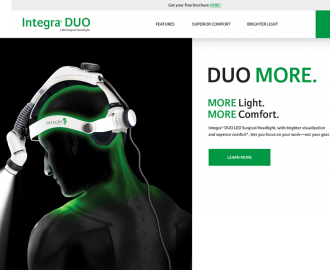 Get your free brochure HERE!
Integra® DUO
LED Surgical Headlight
FEATURES SUPERIOR COMFORT BRIGHTER LIGHT
DUO MORE.
MORE Light.
MORE Comfort.
Integra® DUO LED Surgical Headlight, with brighter visualization
and superior comfort*, lets you focus on your work—not your gear.
LEARN MORE
INTEGRA